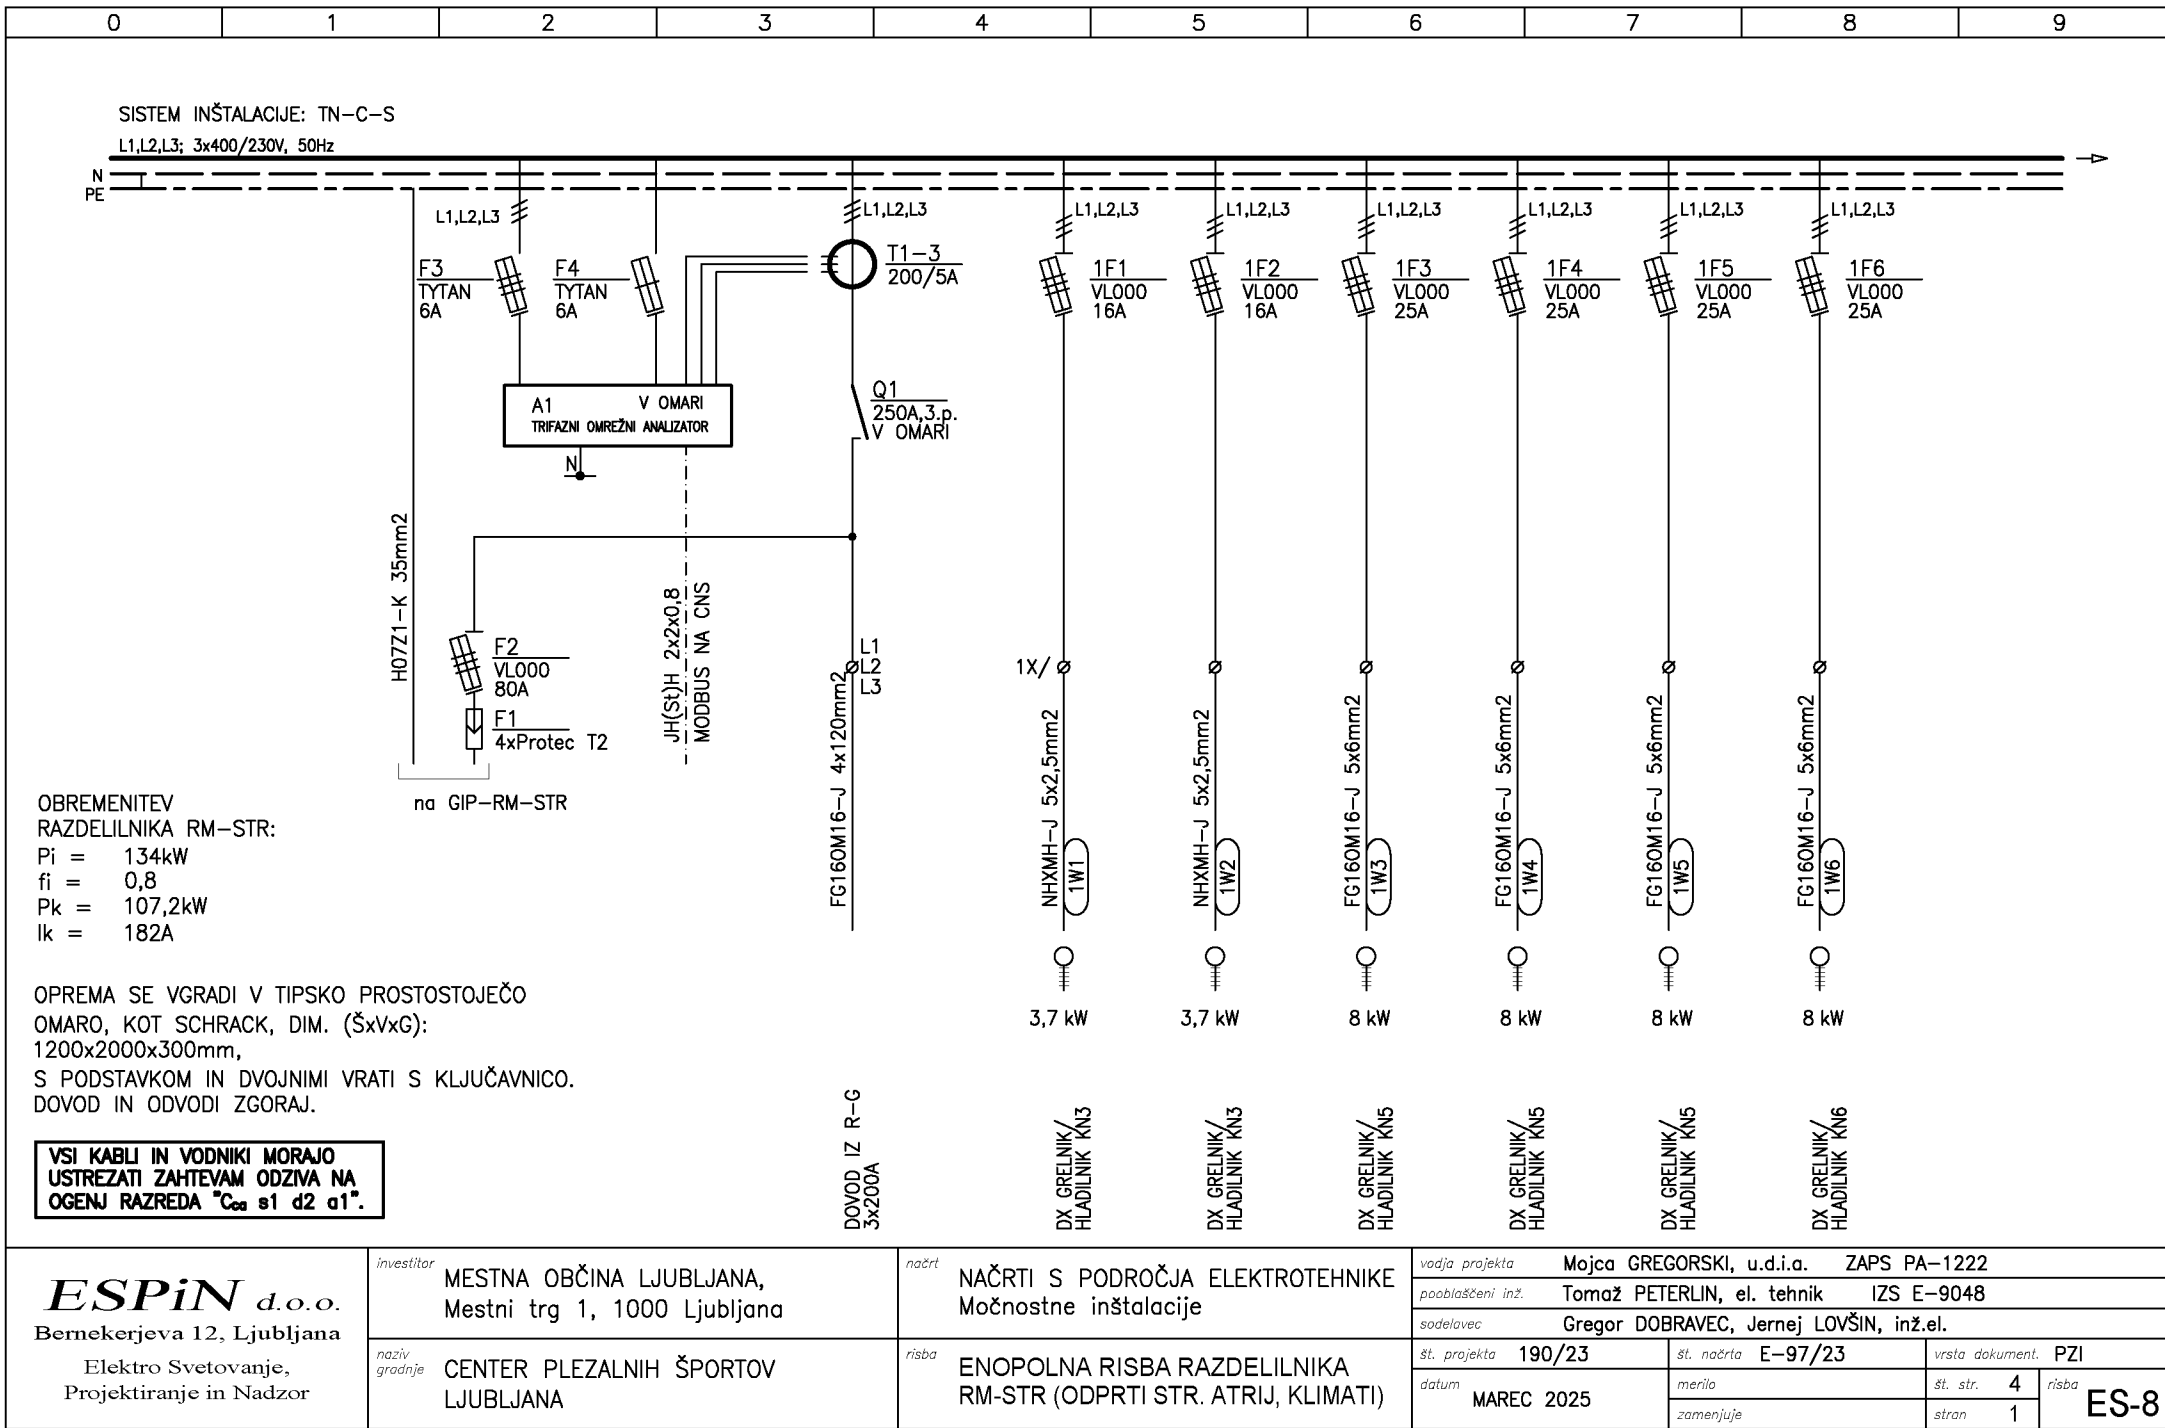 0 1 2 3 4 5 6 7 8 9
SISTEM INŠTALACIJE: TN-C-S
L1,L2,L3; 3x400/230V, 50Hz
N
PE
L1,L2,L3
L1,L2,L3
L1,L2,L3
L1,L2,L3
L1,L2,L3
L1,L2,L3
L1,L2,L3
L1,L2,L3
F3
TYTAN
6A
F4
TYTAN
6A
T1-3
200/5A
1F1
VL000
16A
1F2
VL000
16A
1F3
VL000
25A
1F4
VL000
25A
1F5
VL000
25A
1F6
VL000
25A
A1 V OMARI
TRIFAZNI OMREŽNI ANALIZATOR
N
Q1
250A,3.p.
V OMARI
H07Z1-K 35mm2
F2
VL000
80A
F1
4xProtec T2
na GIP-RM-STR
JH(St)H 2x2x0,8
MODBUS NA CNS
L1
L2
L3
FG16OM16-J 4x120mm2
1X/
NHXMH-J 5x2,5mm2
1W1
NHXMH-J 5x2,5mm2
1W2
FG16OM16-J 5x6mm2
1W3
FG16OM16-J 5x6mm2
1W4
FG16OM16-J 5x6mm2
1W5
FG16OM16-J 5x6mm2
1W6
OBREMENITEV
RAZDELILNIKA RM-STR:
Pi = 134kW
fi = 0,8
Pk = 107,2kW
Ik = 182A
3,7 kW
3,7 kW
8 kW
8 kW
8 kW
8 kW
OPREMA SE VGRADI V TIPSKO PROSTOSTOJEČO
OMARO, KOT SCHRACK, DIM. (ŠxVxG):
1200x2000x300mm,
S PODSTAVKOM IN DVOJNIMI VRATI S KLJUČAVNICO.
DOVOD IN ODVODI ZGORAJ.
VSI KABLI IN VODNIKI MORAJO
USTREZATI ZAHTEVAM ODZIVA NA
OGENJ RAZREDA "Cca s1 d2 a1".
DOVOD IZ R-G
3x200A
DX GRELNIK/
HLADILNIK KN3
DX GRELNIK/
HLADILNIK KN3
DX GRELNIK/
HLADILNIK KN5
DX GRELNIK/
HLADILNIK KN5
DX GRELNIK/
HLADILNIK KN5
DX GRELNIK/
HLADILNIK KN6
ESPiN d.o.o.
Bernekerjeva 12, Ljubljana
Elektro Svetovanje,
Projektiranje in Nadzor
investitor
MESTNA OBČINA LJUBLJANA,
Mestni trg 1, 1000 Ljubljana
naziv
gradnje
CENTER PLEZALNIH ŠPORTOV
LJUBLJANA
načrt
NAČRTI S PODROČJA ELEKTROTEHNIKE
Močnostne inštalacije
risba
ENOPOLNA RISBA RAZDELILNIKA
RM-STR (ODPRTI STR. ATRIJ, KLIMATI)
vodja projekta Mojca GREGORSKI, u.d.i.a. ZAPS PA-1222
pooblaščeni inž. Tomaž PETERLIN, el. tehnik IZS E-9048
sodelavec Gregor DOBRAVEC, Jernej LOVŠIN, inž.el.
št. projekta 190/23
št. načrta E-97/23
vrsta dokument. PZI
datum MAREC 2025
merilo
zamenjuje
št. str. 4
stran 1
risba ES-8